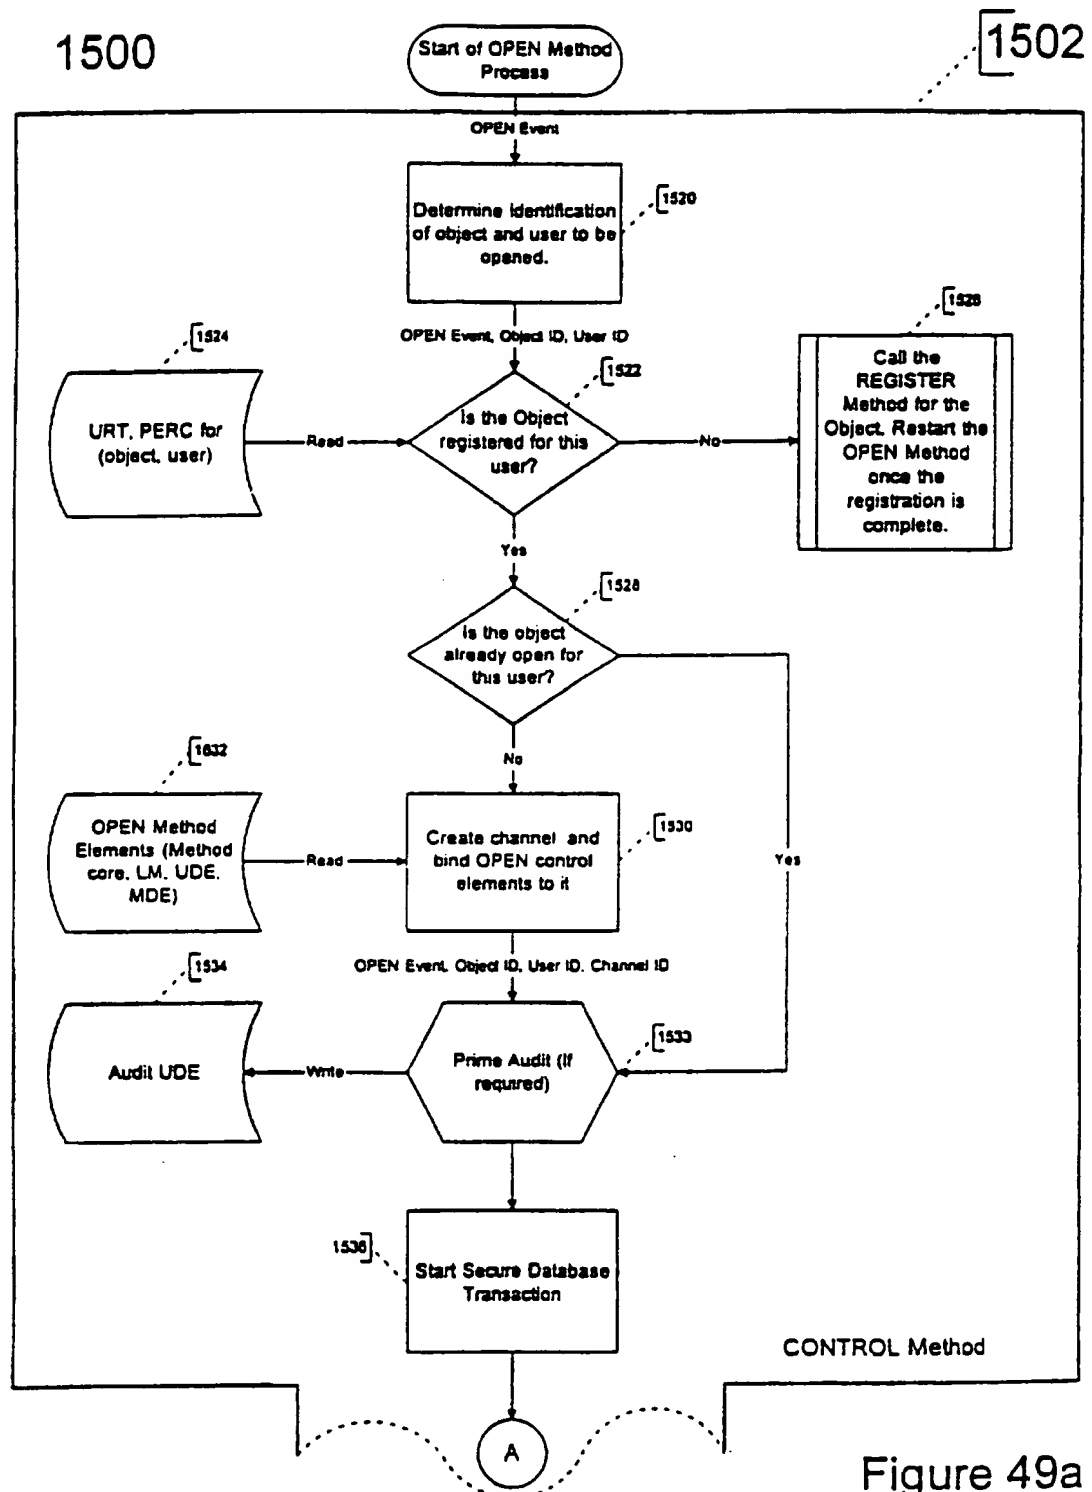 1500
Start of OPEN Method
Process
1502
OPEN Event
Determine Identification
of object and user to be
opened.
1520
OPEN Event, Object ID, User ID
1524
URT, PERC for
(object, user)
Read
Is the Object
registered for this
user?
1522
No
1526
Call the
REGISTER
Method for the
Object. Restart the
OPEN Method
once the
registration is
complete.
Yes
Is the object
already open for
this user?
1528
No
Yes
1632
OPEN Method
Elements (Method
core, LM, UDE,
MDE)
Read
Create channel and
bind OPEN control
elements to it
1530
OPEN Event, Object ID, User ID, Channel ID
1534
Audit UDE
Write
Prime Audit (If
required)
1533
1536
Start Secure Database
Transaction
CONTROL Method
A
Figure 49a